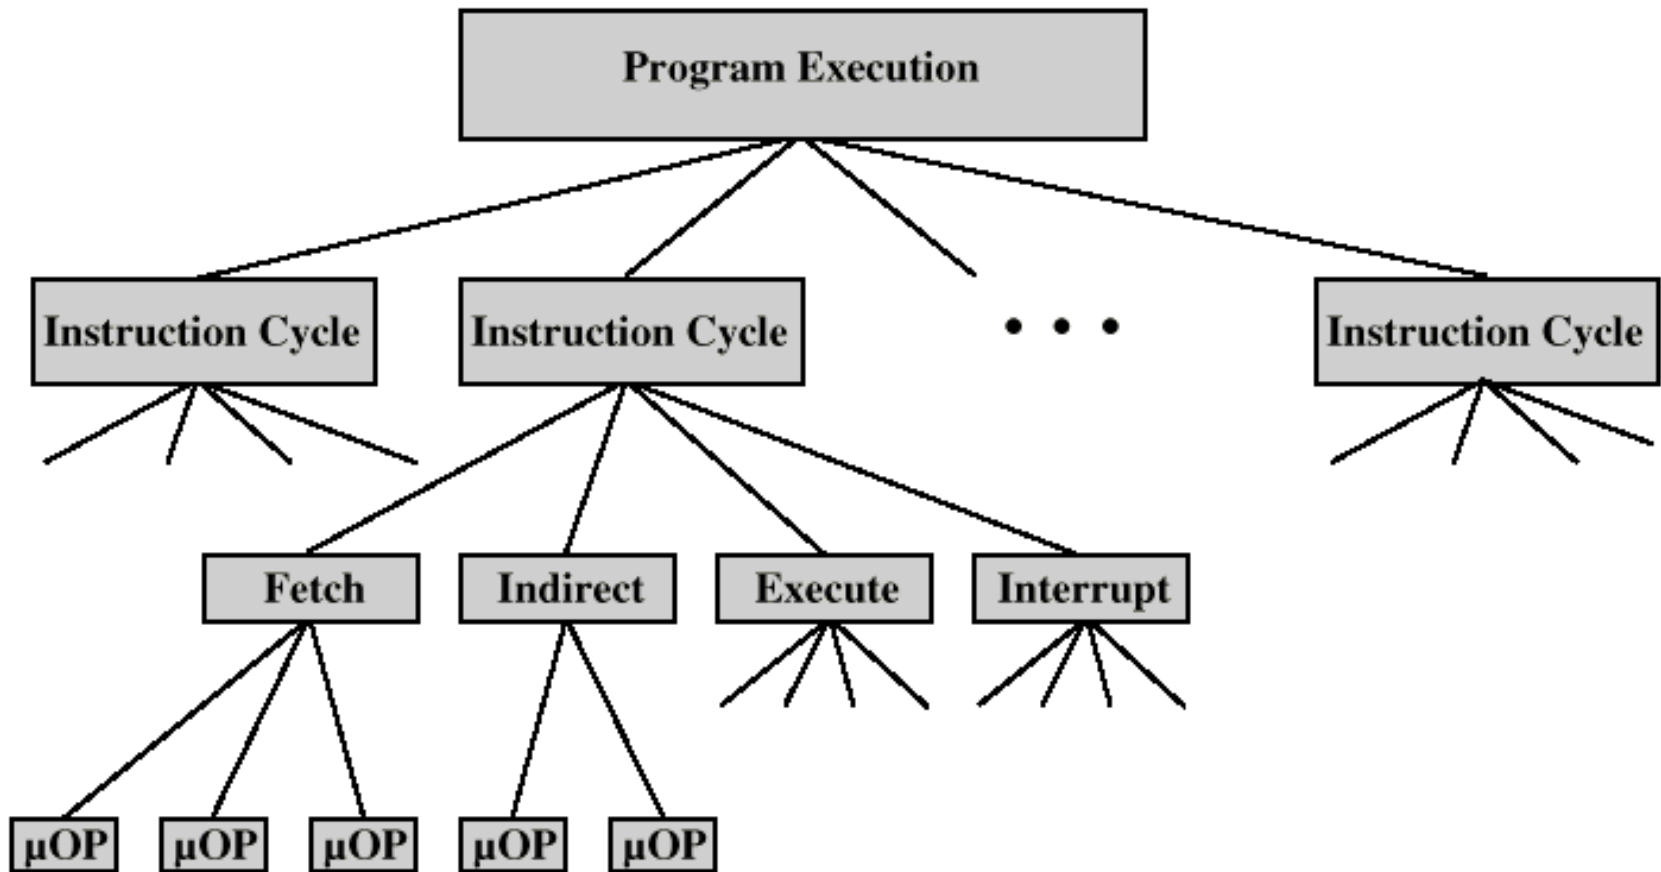 Program Execution
Instruction Cycle
Instruction Cycle
• • •
Instruction Cycle
Fetch
Indirect
Execute
Interrupt
µOP
µOP
µOP
µOP
µOP